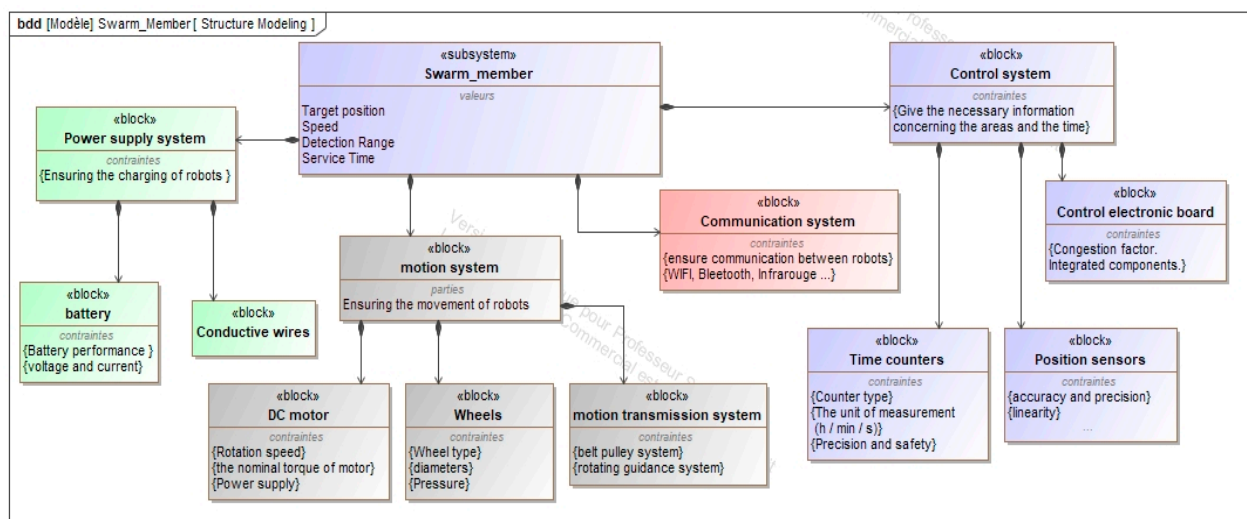 bdd [Modèle] Swarm_Member [ Structure Modeling ]
«subsystem»
Swarm_member
valeurs
Target position
Speed
Detection Range
Service Time
«block»
Control system
contraintes
{Give the necessary information
concerning the areas and the time}
«block»
Power supply system
contraintes
{Ensuring the charging of robots }
«block»
Communication system
contraintes
{ensure communication between robots}
{WIFI, Bleetooth, Infrarouge ...}
«block»
Control electronic board
contraintes
{Congestion factor.
Integrated components.}
«block»
motion system
parties
Ensuring the movement of robots
«block»
battery
contraintes
{Battery performance }
{voltage and current}
«block»
Conductive wires
«block»
Time counters
contraintes
{Counter type}
{The unit of measurement
(h / min / s)}
{Precision and safety}
«block»
Position sensors
contraintes
{accuracy and precision}
{linearity}
...
«block»
DC motor
contraintes
{Rotation speed}
{the nominal torque of motor}
{Power supply}
«block»
Wheels
contraintes
{Wheel type}
{diameters}
{Pressure}
«block»
motion transmission system
contraintes
{belt pulley system}
{rotating guidance system}
pour Professeur
Commercial